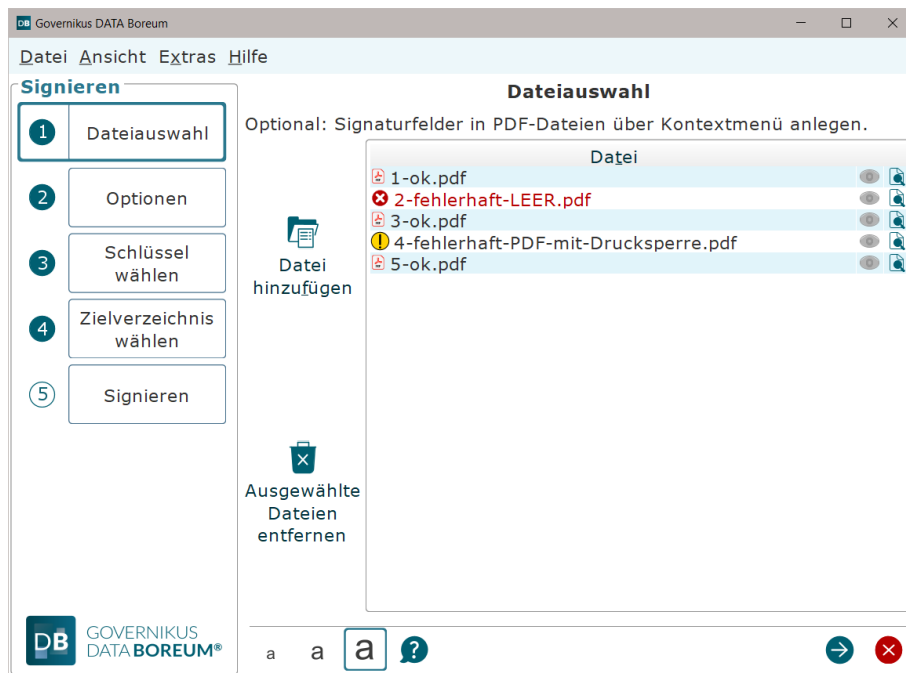 DB Governikus DATA Boreum
Datei Ansicht Extras Hilfe
Signieren
1 Dateiauswahl
2 Optionen
3 Schlüssel
wählen
4 Zielverzeichnis
wählen
5 Signieren
DB GOVERNIKUS
DATA BOREUM®
Dateiauswahl
Optional: Signaturfelder in PDF-Dateien über Kontextmenü anlegen.
Datei
hinzufügen
Ausgewählte
Dateien
entfernen
Datei
1-ok.pdf
2-fehlerhaft-LEER.pdf
3-ok.pdf
4-fehlerhaft-PDF-mit-Drucksperre.pdf
5-ok.pdf
a a a ?